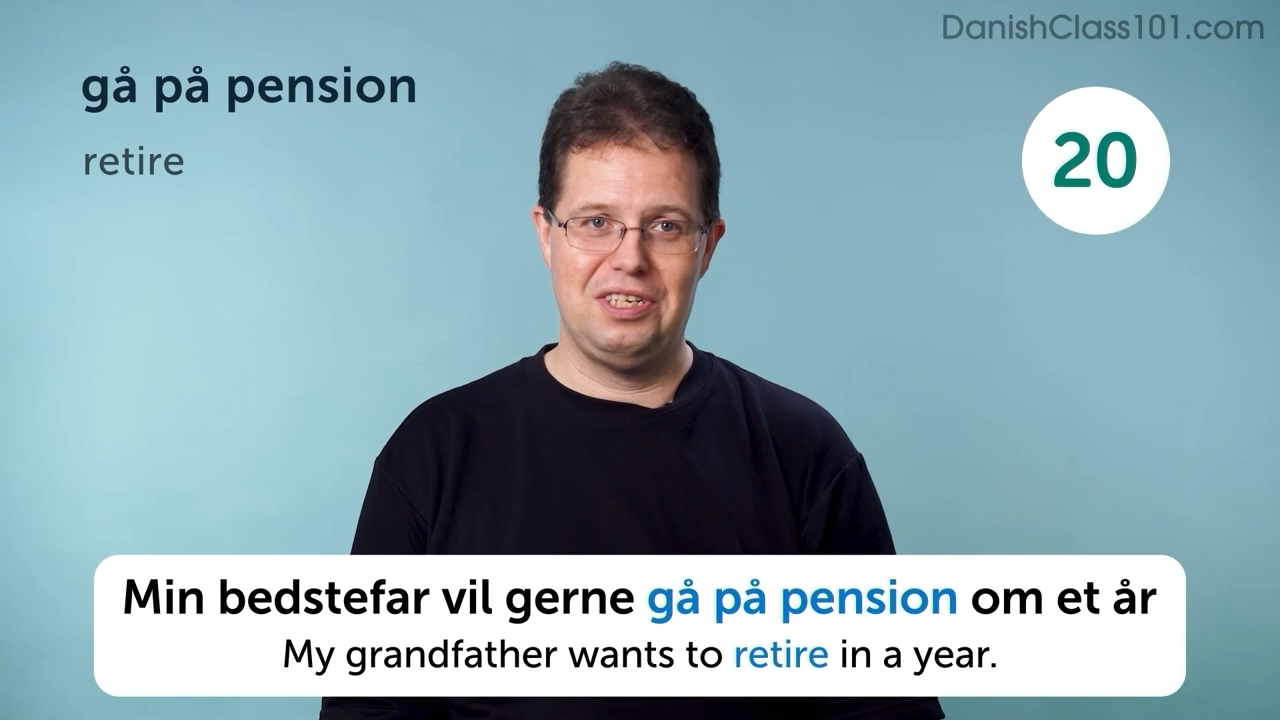 DanishClass101.com
gå på pension
retire
20
Min bedstefar vil gerne gå på pension om et år
My grandfather wants to retire in a year.